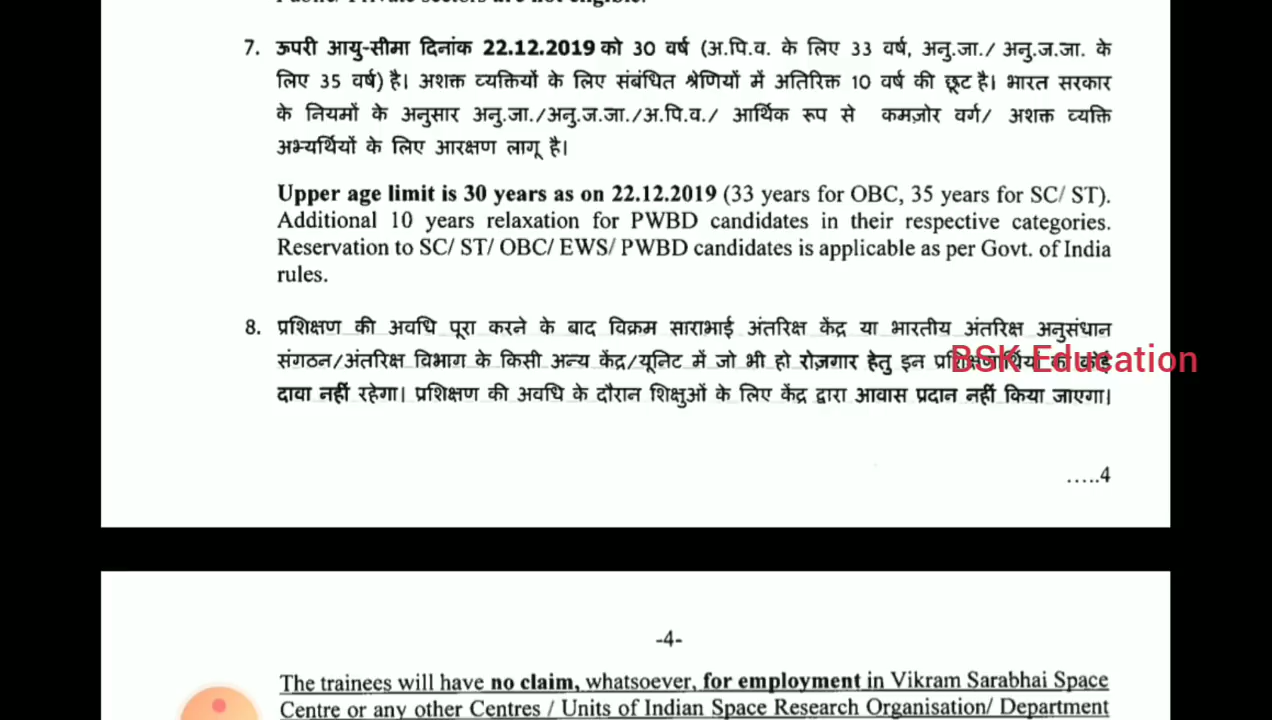 7. ऊपरी आयु-सीमा दिनांक 22.12.2019 को 30 वर्ष (अ.पि.व. के लिए 33 वर्ष, अनु.जा./ अनु.ज.जा. के
लिए 35 वर्ष) है। अशक्त व्यक्तियों के लिए संबंधित श्रेणियों में अतिरिक्त 10 वर्ष की छूट है। भारत सरकार
के नियमों के अनुसार अनु.जा./अनु.ज.जा./अ.पि.व./ आर्थिक रूप से कमज़ोर वर्ग/ अशक्त व्यक्ति
अभ्यर्थियों के लिए आरक्षण लागू है।
Upper age limit is 30 years as on 22.12.2019 (33 years for OBC, 35 years for SC/ ST).
Additional 10 years relaxation for PWBD candidates in their respective categories.
Reservation to SC/ ST/ OBC/ EWS/ PWBD candidates is applicable as per Govt. of India
rules.
8. प्रशिक्षण की अवधि पूरा करने के बाद विक्रम साराभाई अंतरिक्ष केंद्र या भारतीय अंतरिक्ष अनुसंधान
संगठन/अंतरिक्ष विभाग के किसी अन्य केंद्र/यूनिट में जो भी हो रोज़गार हेतु इन कोई
BSK Education
दावा नहीं रहेगा। प्रशिक्षण की अवधि के दौरान शिक्षुओं के लिए केंद्र द्वारा आवास प्रदान नहीं किया जाएगा।
.....4
-4-
The trainees will have no claim, whatsoever, for employment in Vikram Sarabhai Space
Centre or any other Centres / Units of Indian Space Research Organisation/ Department